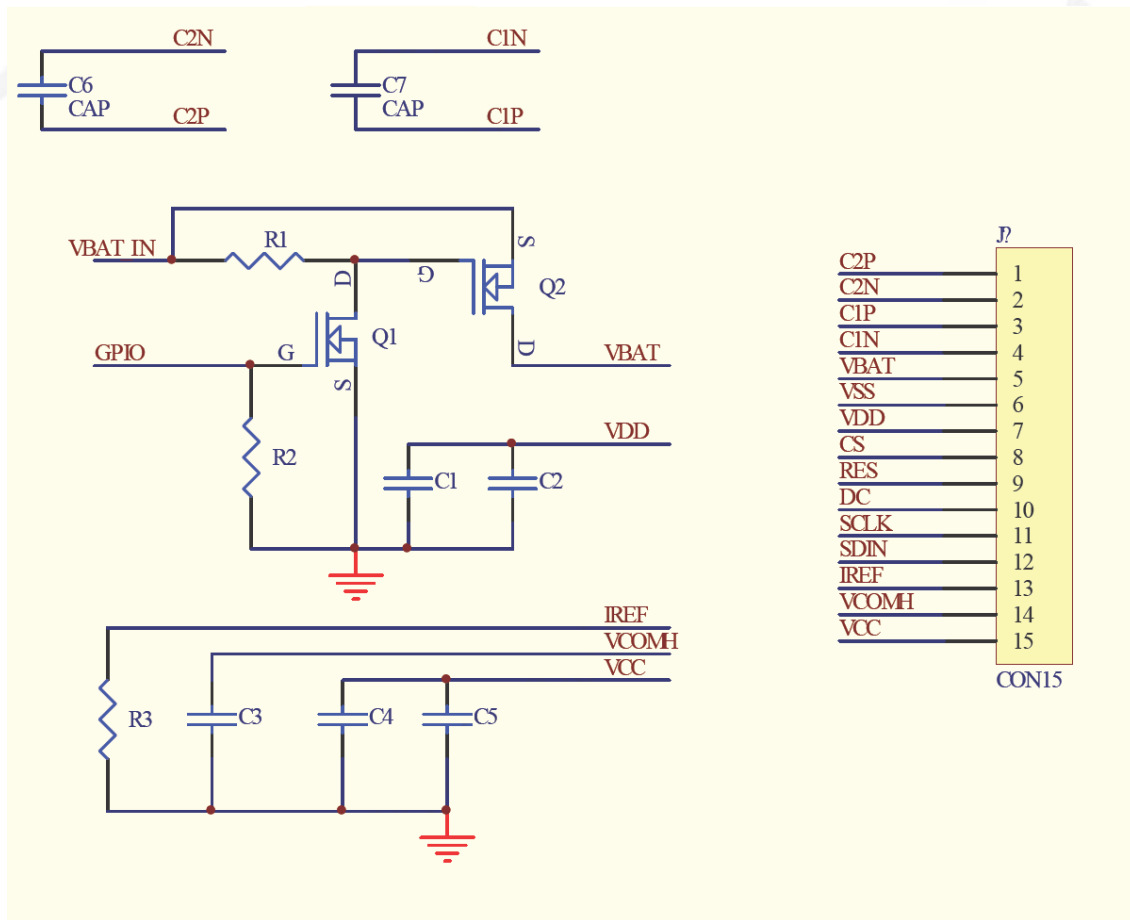 C2N
C6
CAP
C2P
C1N
C7
CAP
C1P
VBAT IN
R1
D
G
S
Q2
D
VBAT
GPIO
G
Q1
S
R2
VDD
C1
C2
IREF
VCOMH
VCC
R3
C3
C4
C5
J?
C2P 1
C2N 2
C1P 3
C1N 4
VBAT 5
VSS 6
VDD 7
CS 8
RES 9
DC 10
SCLK 11
SDIN 12
IREF 13
VCOMH 14
VCC 15
CON15